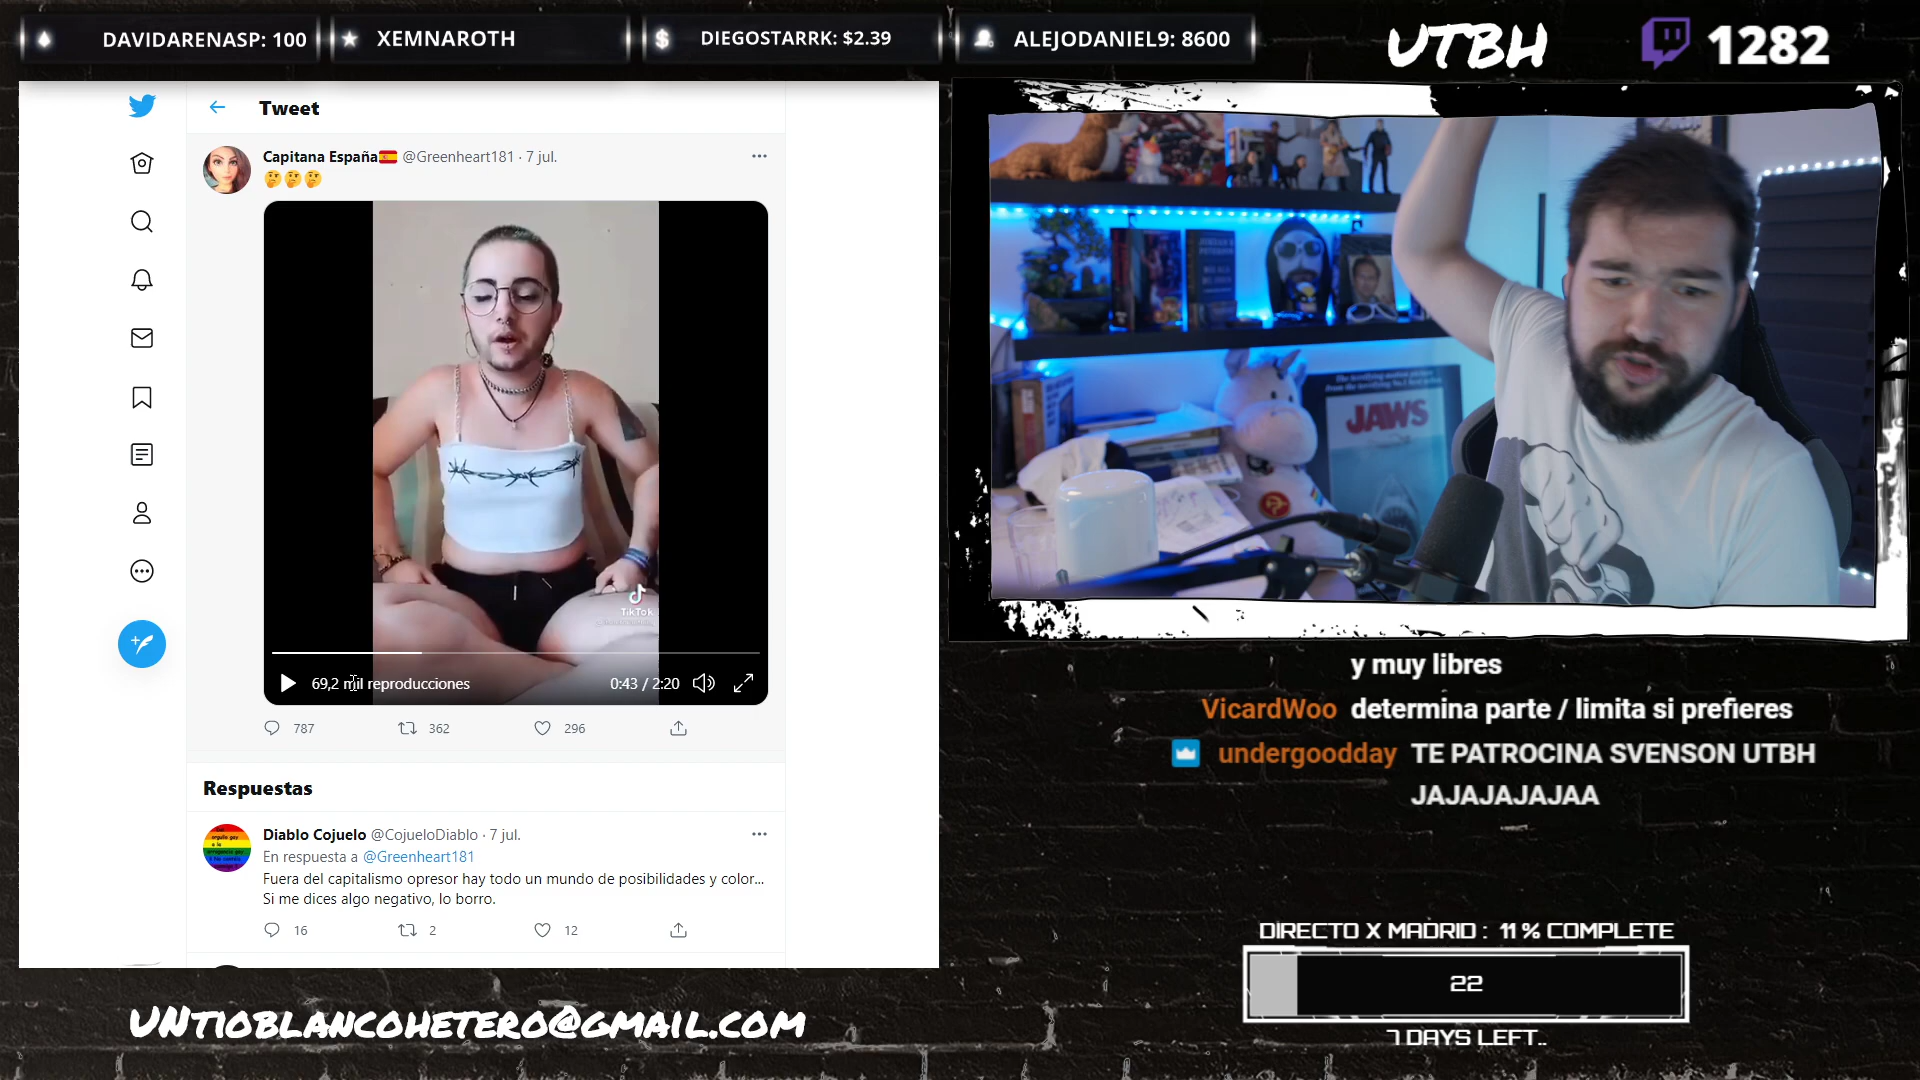 DAVIDARENASP: 100
XEMNAROTH
DIEGOSTARRK: $2.39
ALEJODANIEL9: 8600
UTBH
1282
Tweet
Capitana España @Greenheart181 · 7 jul.
TikTok
69,2 mil reproducciones
0:43 / 2:20
787
362
296
Respuestas
Diablo Cojuelo @CojueloDiablo · 7 jul.
En respuesta a @Greenheart181
Fuera del capitalismo opresor hay todo un mundo de posibilidades y color...
Si me dices algo negativo, lo borro.
16
2
12
JAWS
y muy libres
VicardWoo determina parte / limita si prefieres
undergoodday TE PATROCINA SVENSON UTBH
JAJAJAJAJAA
DIRECTO X MADRID : 11 % COMPLETE
22
7 DAYS LEFT..
UNTIOBLANCOHETERO@GMAIL.COM